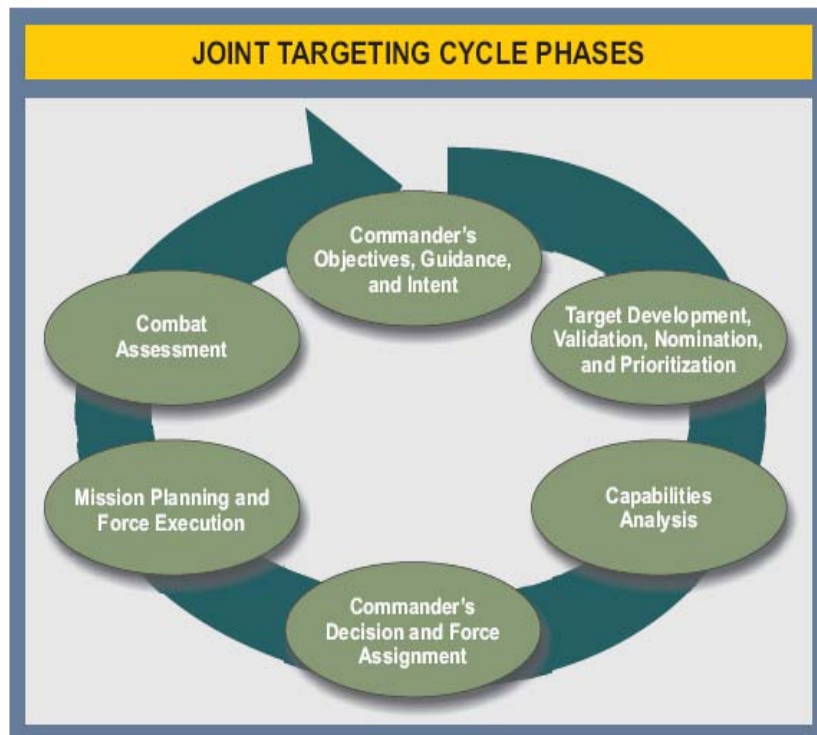 JOINT TARGETING CYCLE PHASES
Commander's
Objectives, Guidance,
and Intent
Target Development,
Validation, Nomination,
and Prioritization
Capabilities
Analysis
Commander's
Decision and Force
Assignment
Mission Planning and
Force Execution
Combat
Assessment